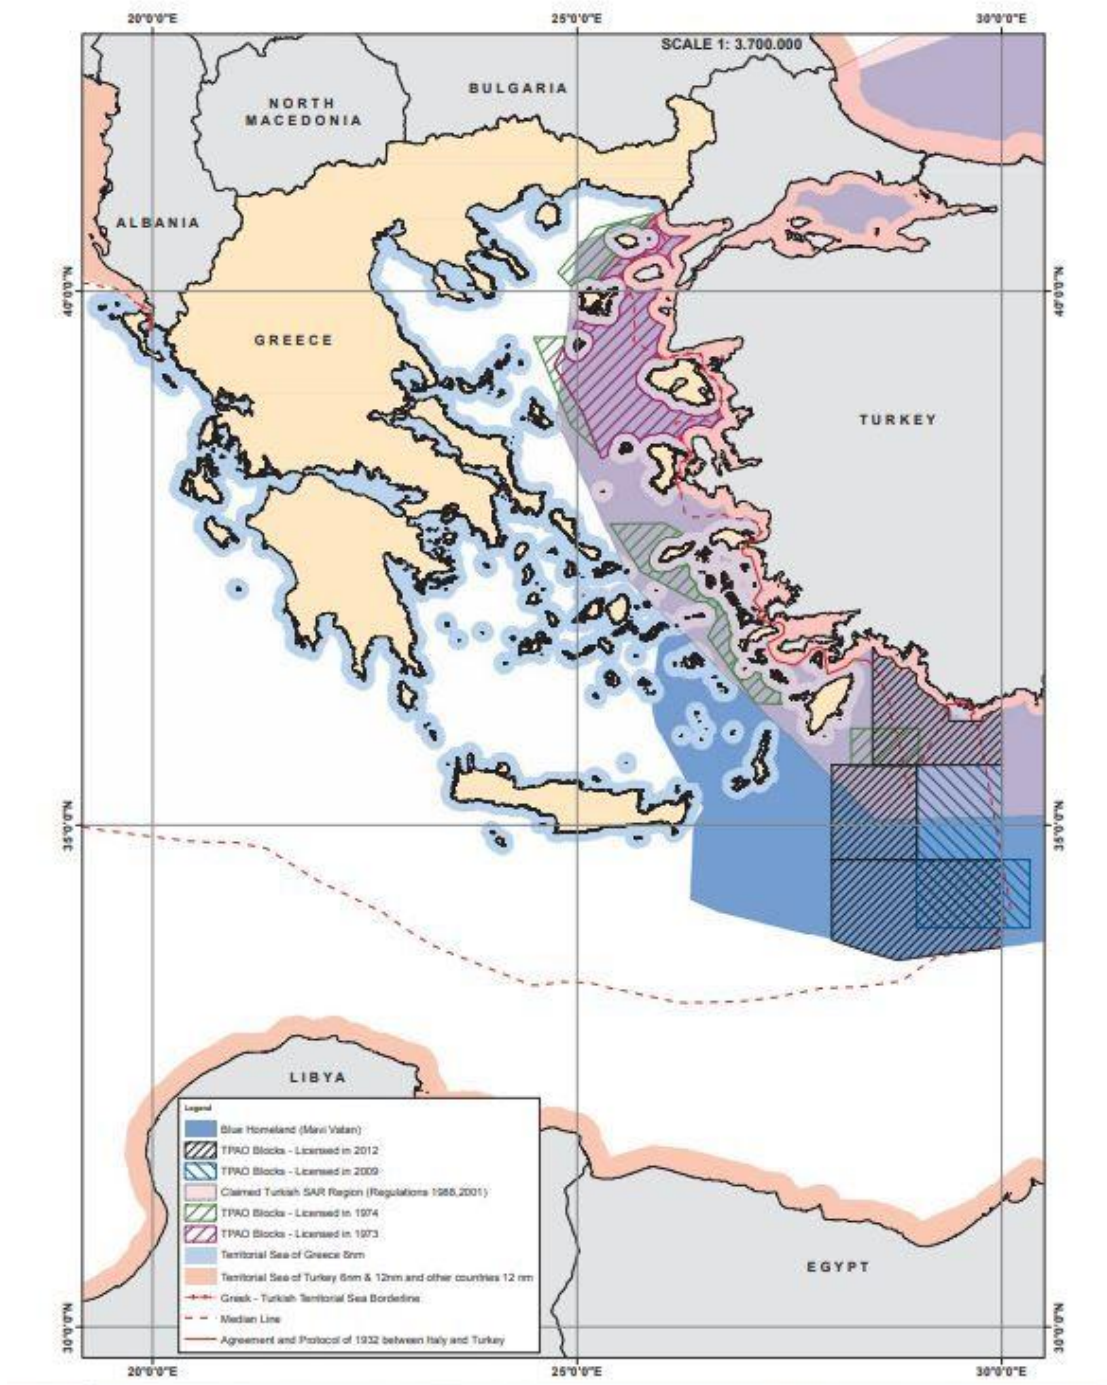 20°0'0"E 25°0'0"E 30°0'0"E
SCALE 1: 3.700.000
BULGARIA
NORTH
MACEDONIA
ALBANIA
40°0'0"N 40°0'0"N
GREECE
TURKEY
35°0'0"N 35°0'0"N
LIBYA
Legend
Blue Homeland (Mavi Vatan)
TPAO Blocks - Licensed in 2012
TPAO Blocks - Licensed in 2009
Claimed Turkish SAR Region (Regulations 1988,2001)
TPAO Blocks - Licensed in 1974
TPAO Blocks - Licensed in 1973
Territorial Sea of Greece 6nm
Territorial Sea of Turkey 6nm & 12nm and other countries 12 nm
Greek - Turkish Territorial Sea Borderline
Median Line
Agreement and Protocol of 1932 between Italy and Turkey
EGYPT
30°0'0"N 30°0'0"N
20°0'0"E 25°0'0"E 30°0'0"E